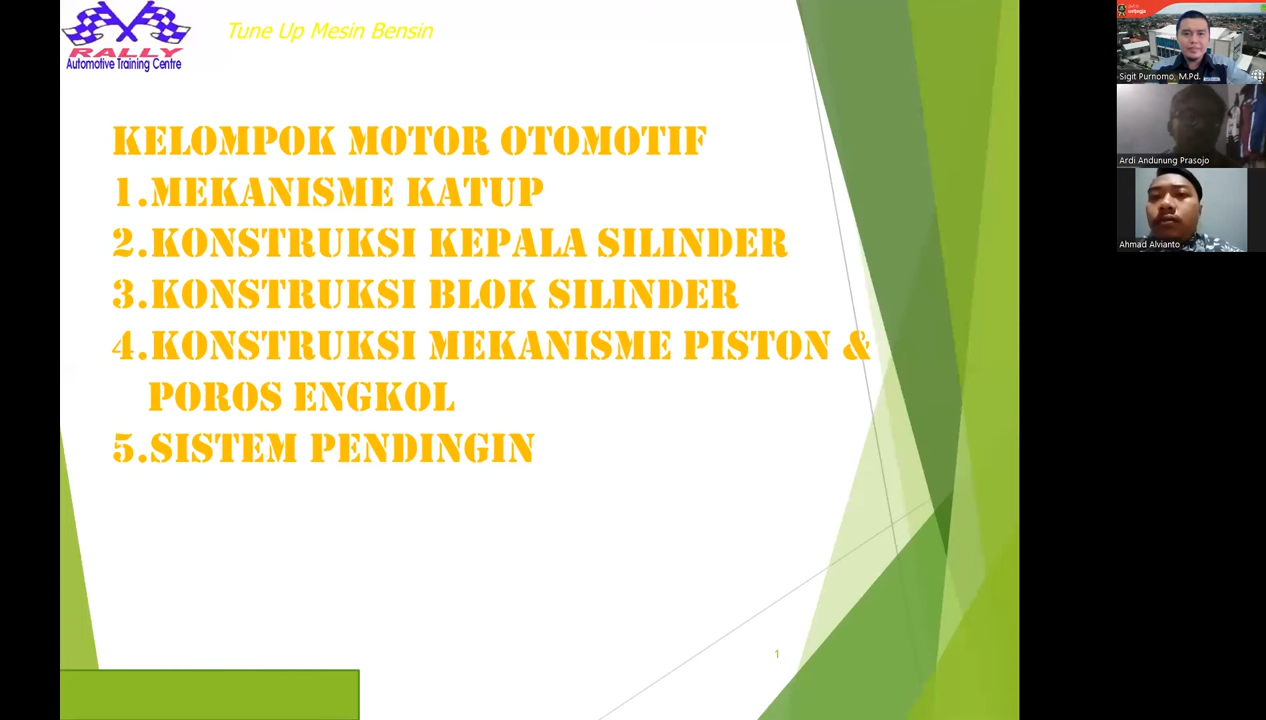 RALLY
Automotive Training Centre
Tune Up Mesin Bensin
KELOMPOK MOTOR OTOMOTIF
1.MEKANISME KATUP
2.KONSTRUKSI KEPALA SILINDER
3.KONSTRUKSI BLOK SILINDER
4.KONSTRUKSI MEKANISME PISTON &
POROS ENGKOL
5.SISTEM PENDINGIN
1
Sigit Purnomo, M.Pd.
Ardi Andunung Prasojo
Ahmad Alvianto